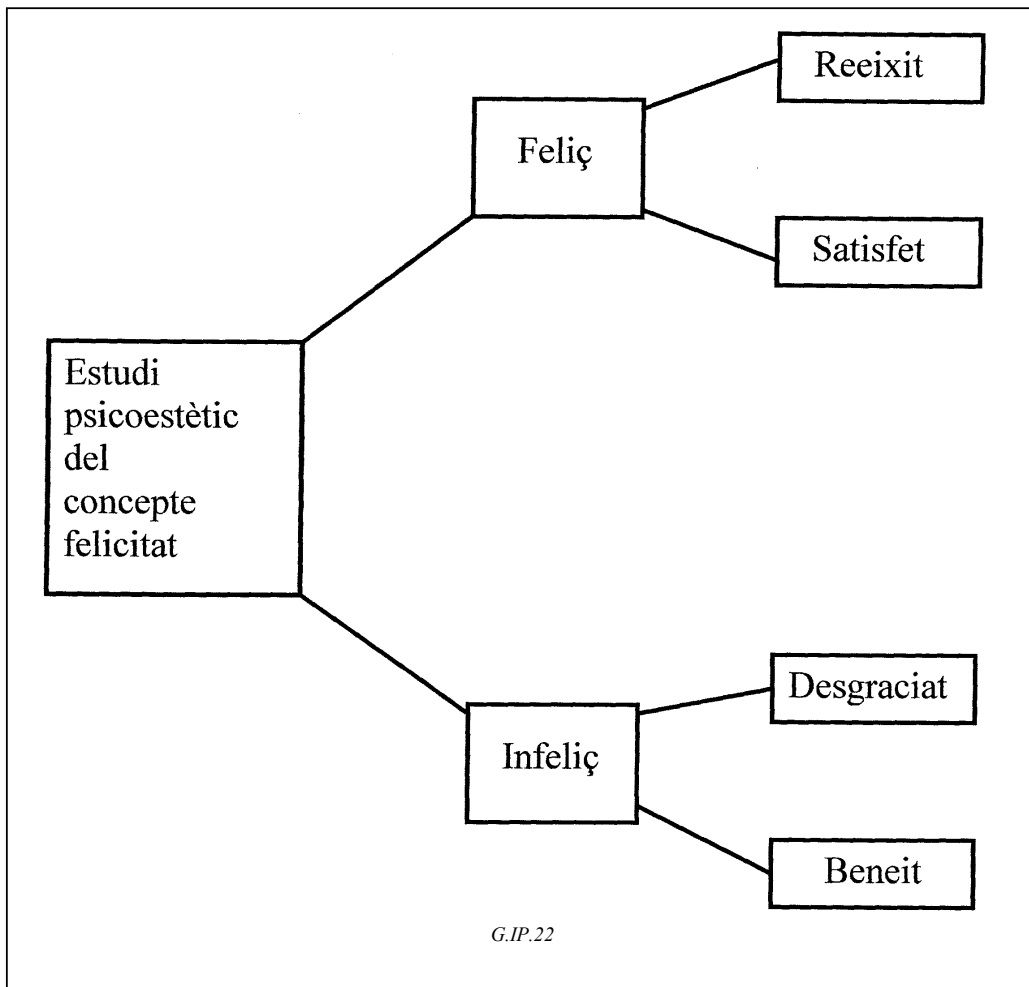 Reeixit
Feliç
Satisfet
Estudi
psicoestètic
del
concepte
felicitat
Desgraciat
Infeliç
Beneit
G.IP.22